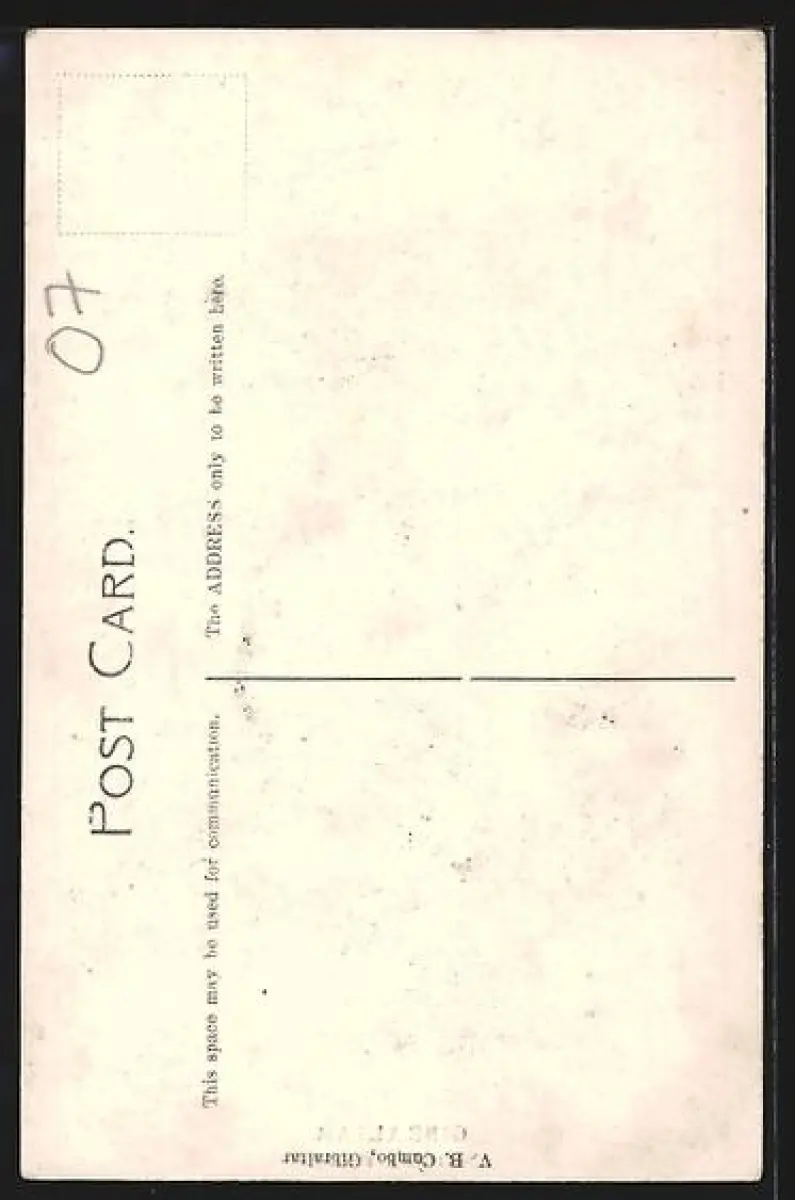 POST CARD.
07
This space may be used for communication.
The ADDRESS only to be written here.
V. B. Cumbo, Gibraltar